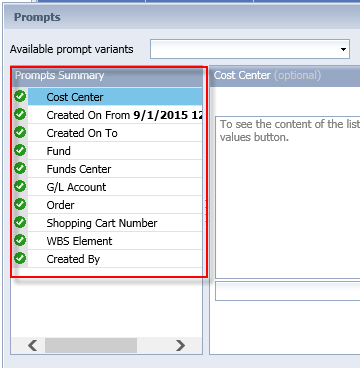 Prompts
Available prompt variants
Prompts Summary
Cost Center
Created On From 9/1/2015 12
Created On To
Fund
Funds Center
G/L Account
Order
Shopping Cart Number
WBS Element
Created By
Cost Center (optional)
To see the content of the list
values button.